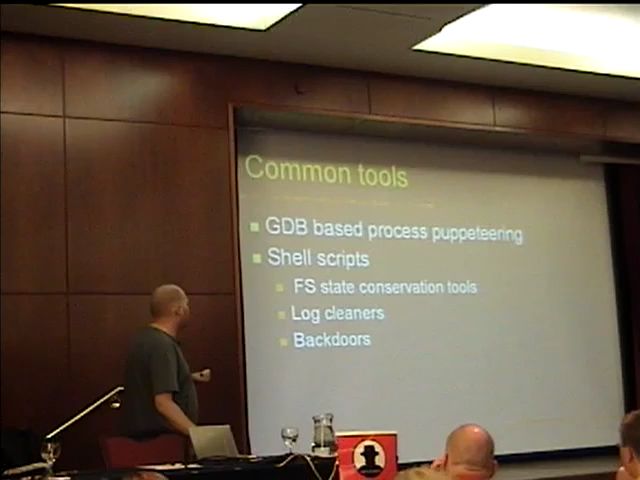 Common tools
GDB based process puppeteering
Shell scripts
FS state conservation tools
Log cleaners
Backdoors